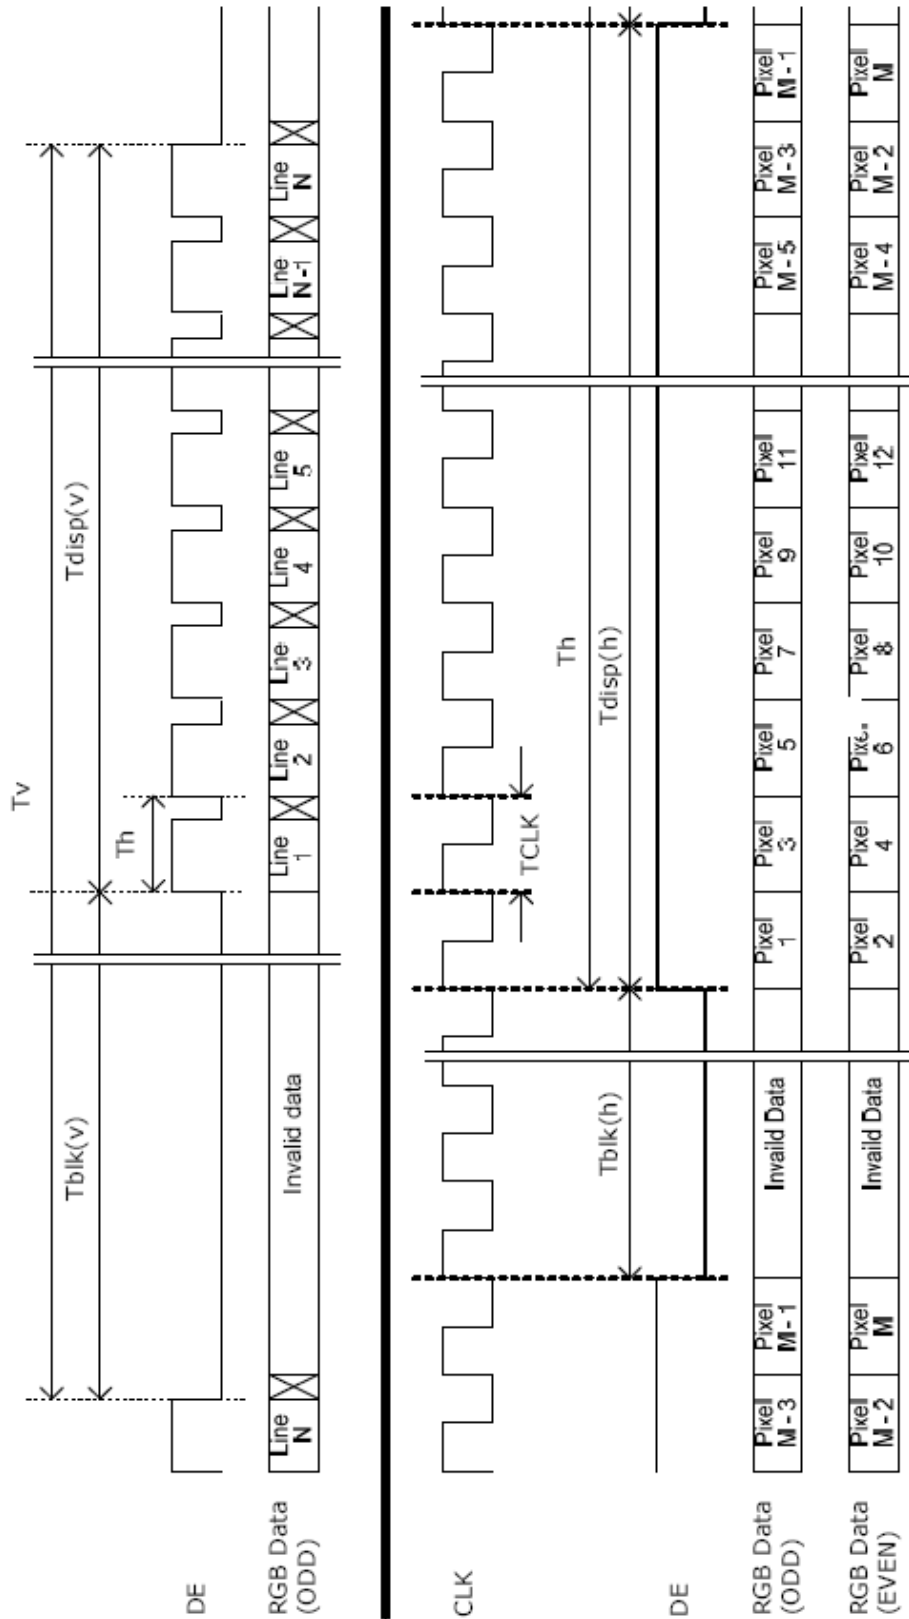 Tv
Tblk(v)
Tdisp(v)
Th
DE
RGB Data
(ODD)
Line
N
Invalid data
Line
1
Line
2
Line
3
Line
4
Line
5
Line
N-1
Line
N
CLK
TCLK
Th
Tblk(h)
Tdisp(h)
DE
RGB Data
(ODD)
Pixel
M-3
Pixel
M-1
Invaild Data
Pixel
1
Pixel
3
Pixel
5
Pixel
7
Pixel
9
Pixel
11
Pixel
M-5
Pixel
M-3
Pixel
M-1
RGB Data
(EVEN)
Pixel
M-2
Pixel
M
Invaild Data
Pixel
2
Pixel
4
Pixel
6
Pixel
8
Pixel
10
Pixel
12
Pixel
M-4
Pixel
M-2
Pixel
M